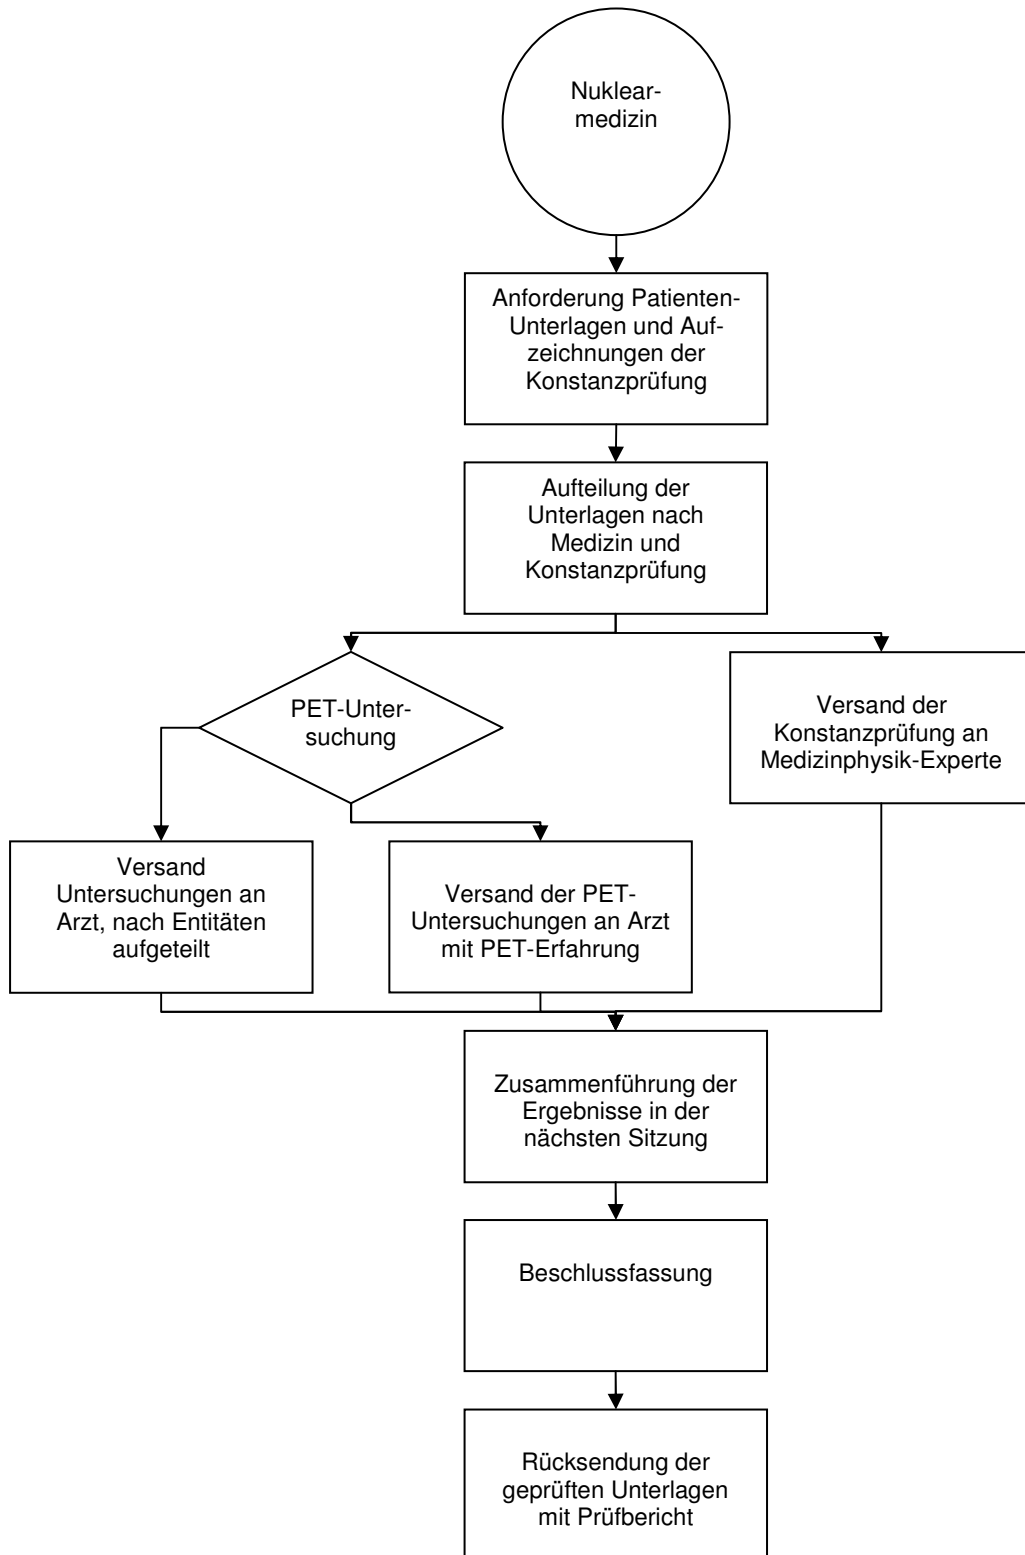 Nuklear-
medizin
Anforderung Patienten-
Unterlagen und Auf-
zeichnungen der
Konstanzprüfung
Aufteilung der
Unterlagen nach
Medizin und
Konstanzprüfung
PET-Unter-
suchung
Versand der
Konstanzprüfung an
Medizinphysik-Experte
Versand
Untersuchungen an
Arzt, nach Entitäten
aufgeteilt
Versand der PET-
Untersuchungen an Arzt
mit PET-Erfahrung
Zusammenführung der
Ergebnisse in der
nächsten Sitzung
Beschlussfassung
Rücksendung der
geprüften Unterlagen
mit Prüfbericht